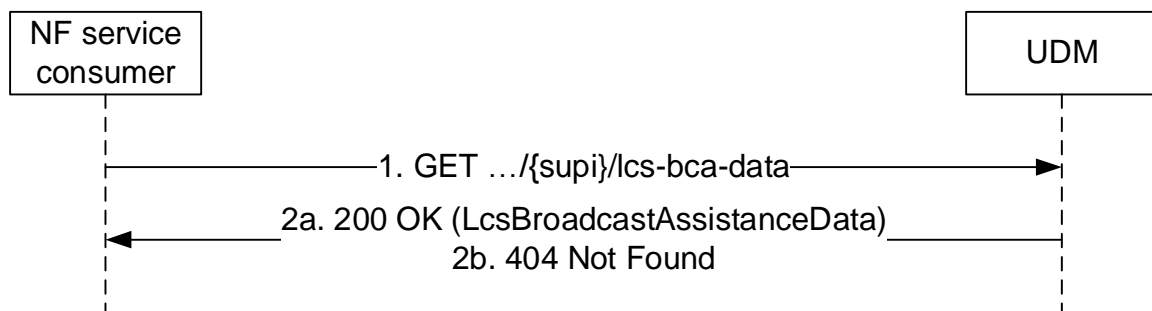 NF service
consumer
UDM
1. GET …/{supi}/lcs-bca-data
2a. 200 OK (LcsBroadcastAssistanceData)
2b. 404 Not Found